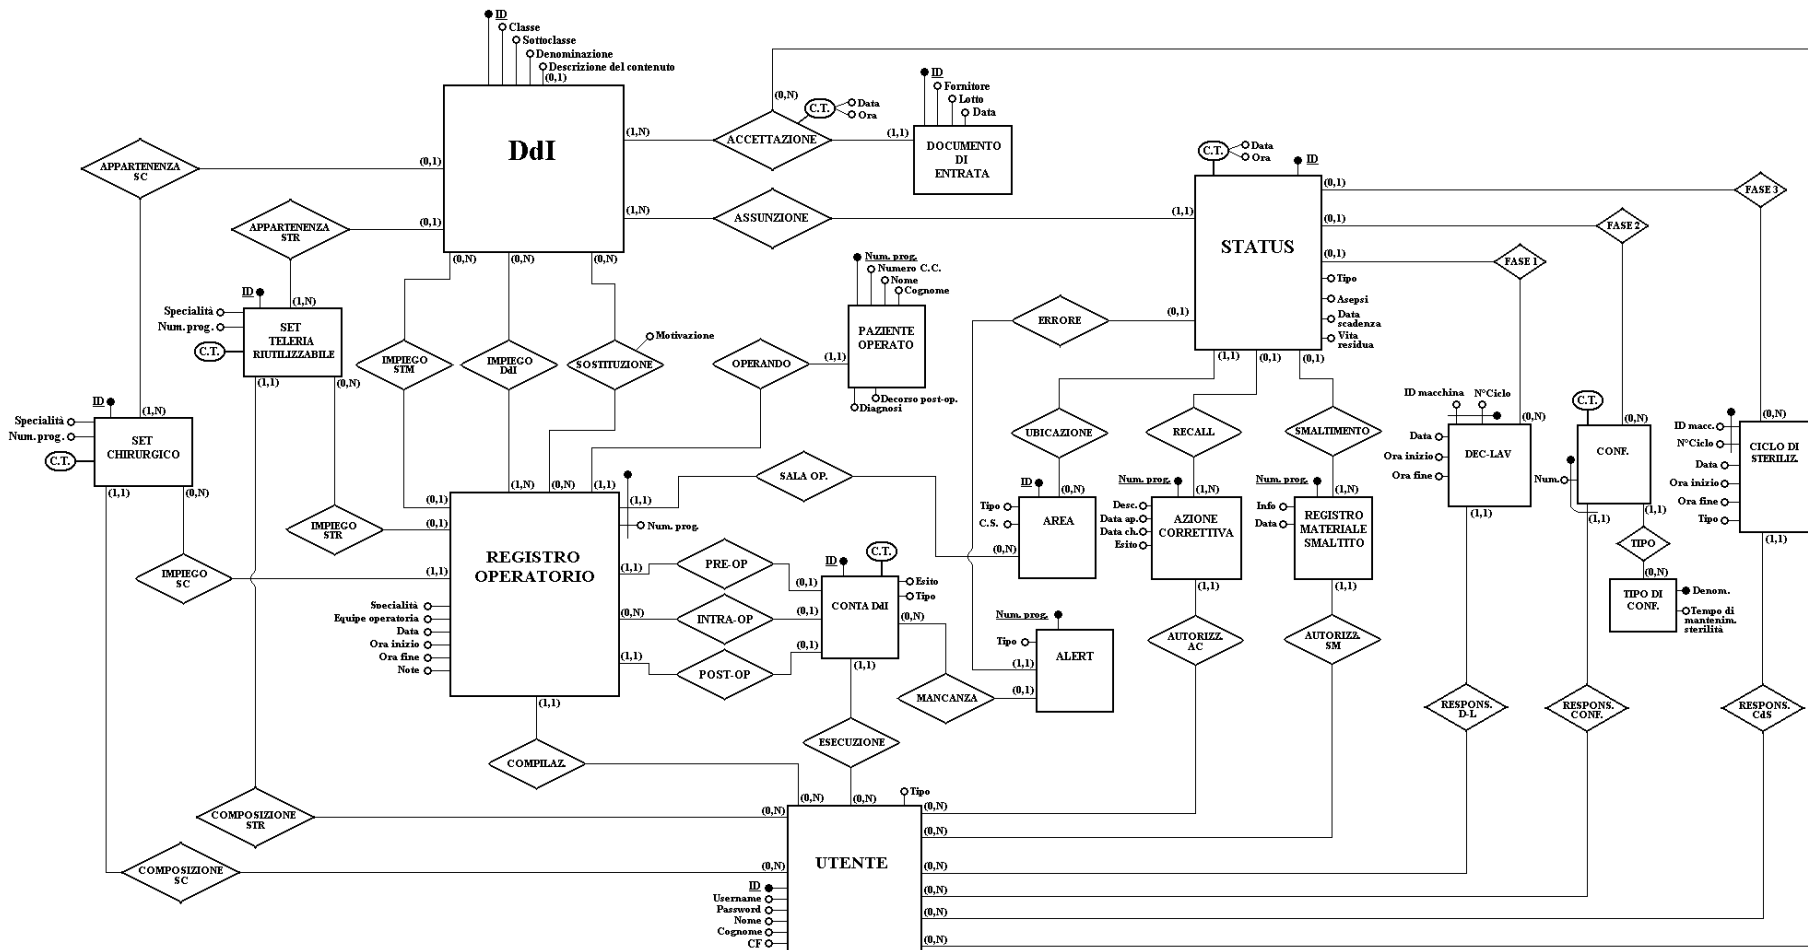 ID
Classe
Sottoclasse
Denominazione
Descrizione del contenuto
(0,1)
DdI
(1,N)
(0,N)
C.T.
Data
Ora
ACCETTAZIONE
(1,1)
ID
Fornitore
Lotto
Data
DOCUMENTO
DI
ENTRATA
APPARTENENZA
SC
(0,1)
(1,N)
ASSUNZIONE
(1,1)
C.T.
Data
Ora
ID
STATUS
(0,1)
FASE 3
(0,1)
FASE 2
(0,1)
FASE 1
Tipo
Asepsi
Data
scadenza
Vita
residua
APPARTENENZA
STR
(0,1)
(0,N)
(0,N)
(0,N)
(1,N)
ID
Specialità
Num. prog.
C.T.
SET
TELERIA
RIUTILIZZABILE
(1,1)
(0,N)
IMPIEGO
STM
IMPIEGO
DdI
SOSTITUZIONE
Motivazione
OPERANDO
(1,1)
Num. prog.
Numero C.C.
Nome
Cognome
PAZIENTE
OPERATO
Decorso post-op.
Diagnosi
ERRORE
(0,1)
(1,1)
(0,1)
(0,1)
UBICAZIONE
RECALL
SMALTIMENTO
ID macchina
N°Ciclo
(0,N)
Data
Ora inizio
Ora fine
DEC-LAV
(1,1)
C.T.
(0,N)
Num.
CONF.
(1,1)
(1,1)
TIPO
(0,N)
TIPO DI
CONF.
Denom.
Tempo di
mantenim.
sterilità
(0,N)
ID macc.
N°Ciclo
Data
Ora inizio
Ora fine
Tipo
CICLO DI
STERILIZ.
(1,1)
(1,N)
ID
Specialità
Num. prog.
C.T.
SET
CHIRURGICO
(1,1)
(0,N)
IMPIEGO
STR
(0,1)
(0,1)
(1,N)
(0,N)
(1,1)
(1,1)
Num. prog.
SALA OP.
(0,N)
ID
(0,N)
Tipo
C.S.
AREA
Num. prog.
(1,N)
Desc.
Data ap.
Data ch.
Esito
AZIONE
CORRETTIVA
(1,1)
Num. prog.
(1,N)
Info
Data
REGISTRO
MATERIALE
SMALTITO
(1,1)
IMPIEGO
SC
(1,1)
REGISTRO
OPERATORIO
Specialità
Equipe operatoria
Data
Ora inizio
Ora fine
Note
(1,1)
(1,1)
PRE-OP
(0,1)
(0,N)
INTRA-OP
(0,1)
(1,1)
POST-OP
(0,1)
ID
C.T.
Esito
Tipo
CONTA DdI
(0,N)
(1,1)
Num. prog.
Tipo
ALERT
(1,1)
(0,1)
MANCANZA
AUTORIZZ.
AC
AUTORIZZ.
SM
RESPONS.
D-L
RESPONS.
CONF.
RESPONS.
CdS
COMPILAZ.
ESECUZIONE
(0,N)
(0,N)
Tipo
COMPOSIZIONE
STR
(0,N)
(0,N)
(0,N)
COMPOSIZIONE
SC
(0,N)
UTENTE
(0,N)
(0,N)
(0,N)
(0,N)
ID
Username
Password
Nome
Cognome
CF